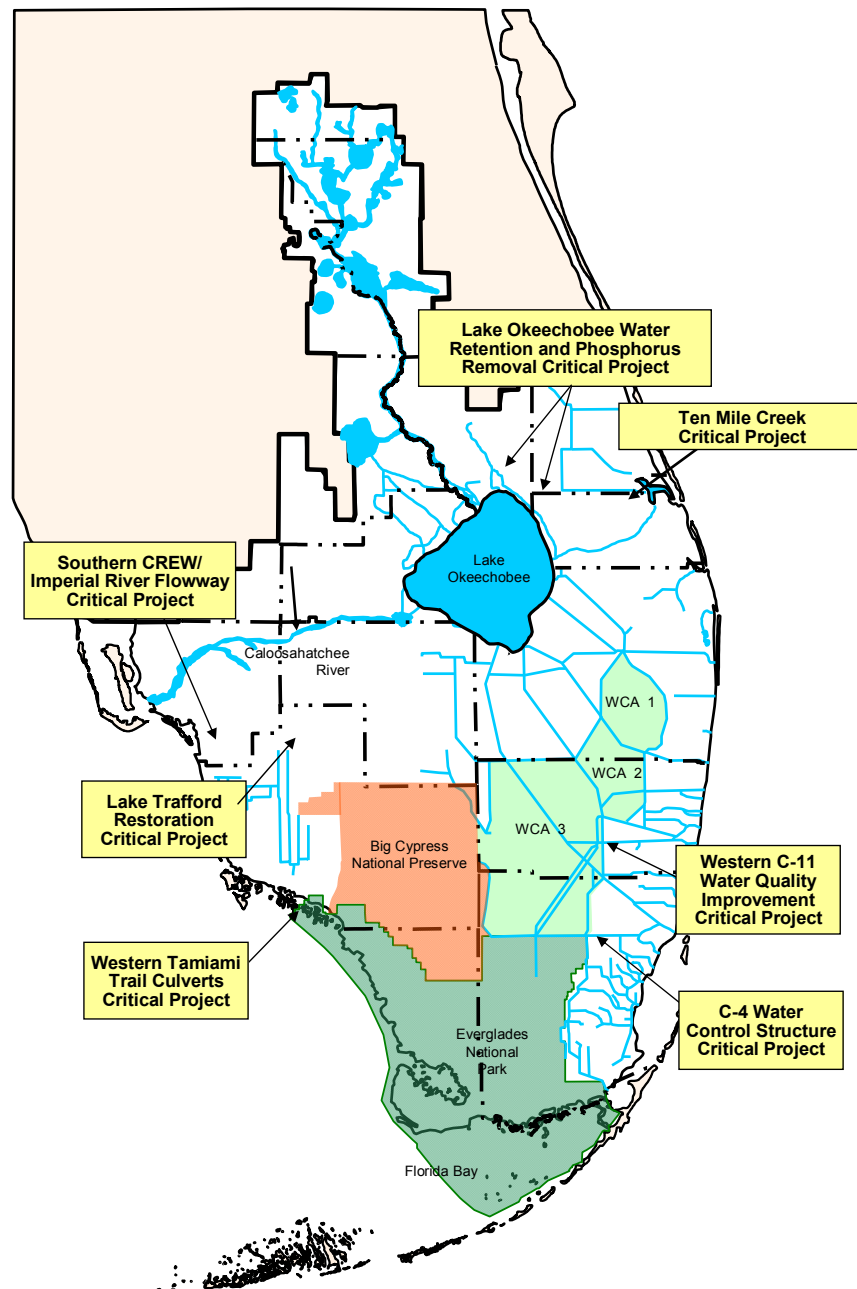 Lake Okeechobee Water
Retention and Phosphorus
Removal Critical Project
Ten Mile Creek
Critical Project
Southern CREW/
Imperial River Flowway
Critical Project
Lake
Okeechobee
Caloosahatchee
River
WCA 1
WCA 2
Lake Trafford
Restoration
Critical Project
WCA 3
Big Cypress
National Preserve
Western C-11
Water Quality
Improvement
Critical Project
Western Tamiami
Trail Culverts
Critical Project
C-4 Water
Control Structure
Critical Project
Everglades
National
Park
Florida Bay